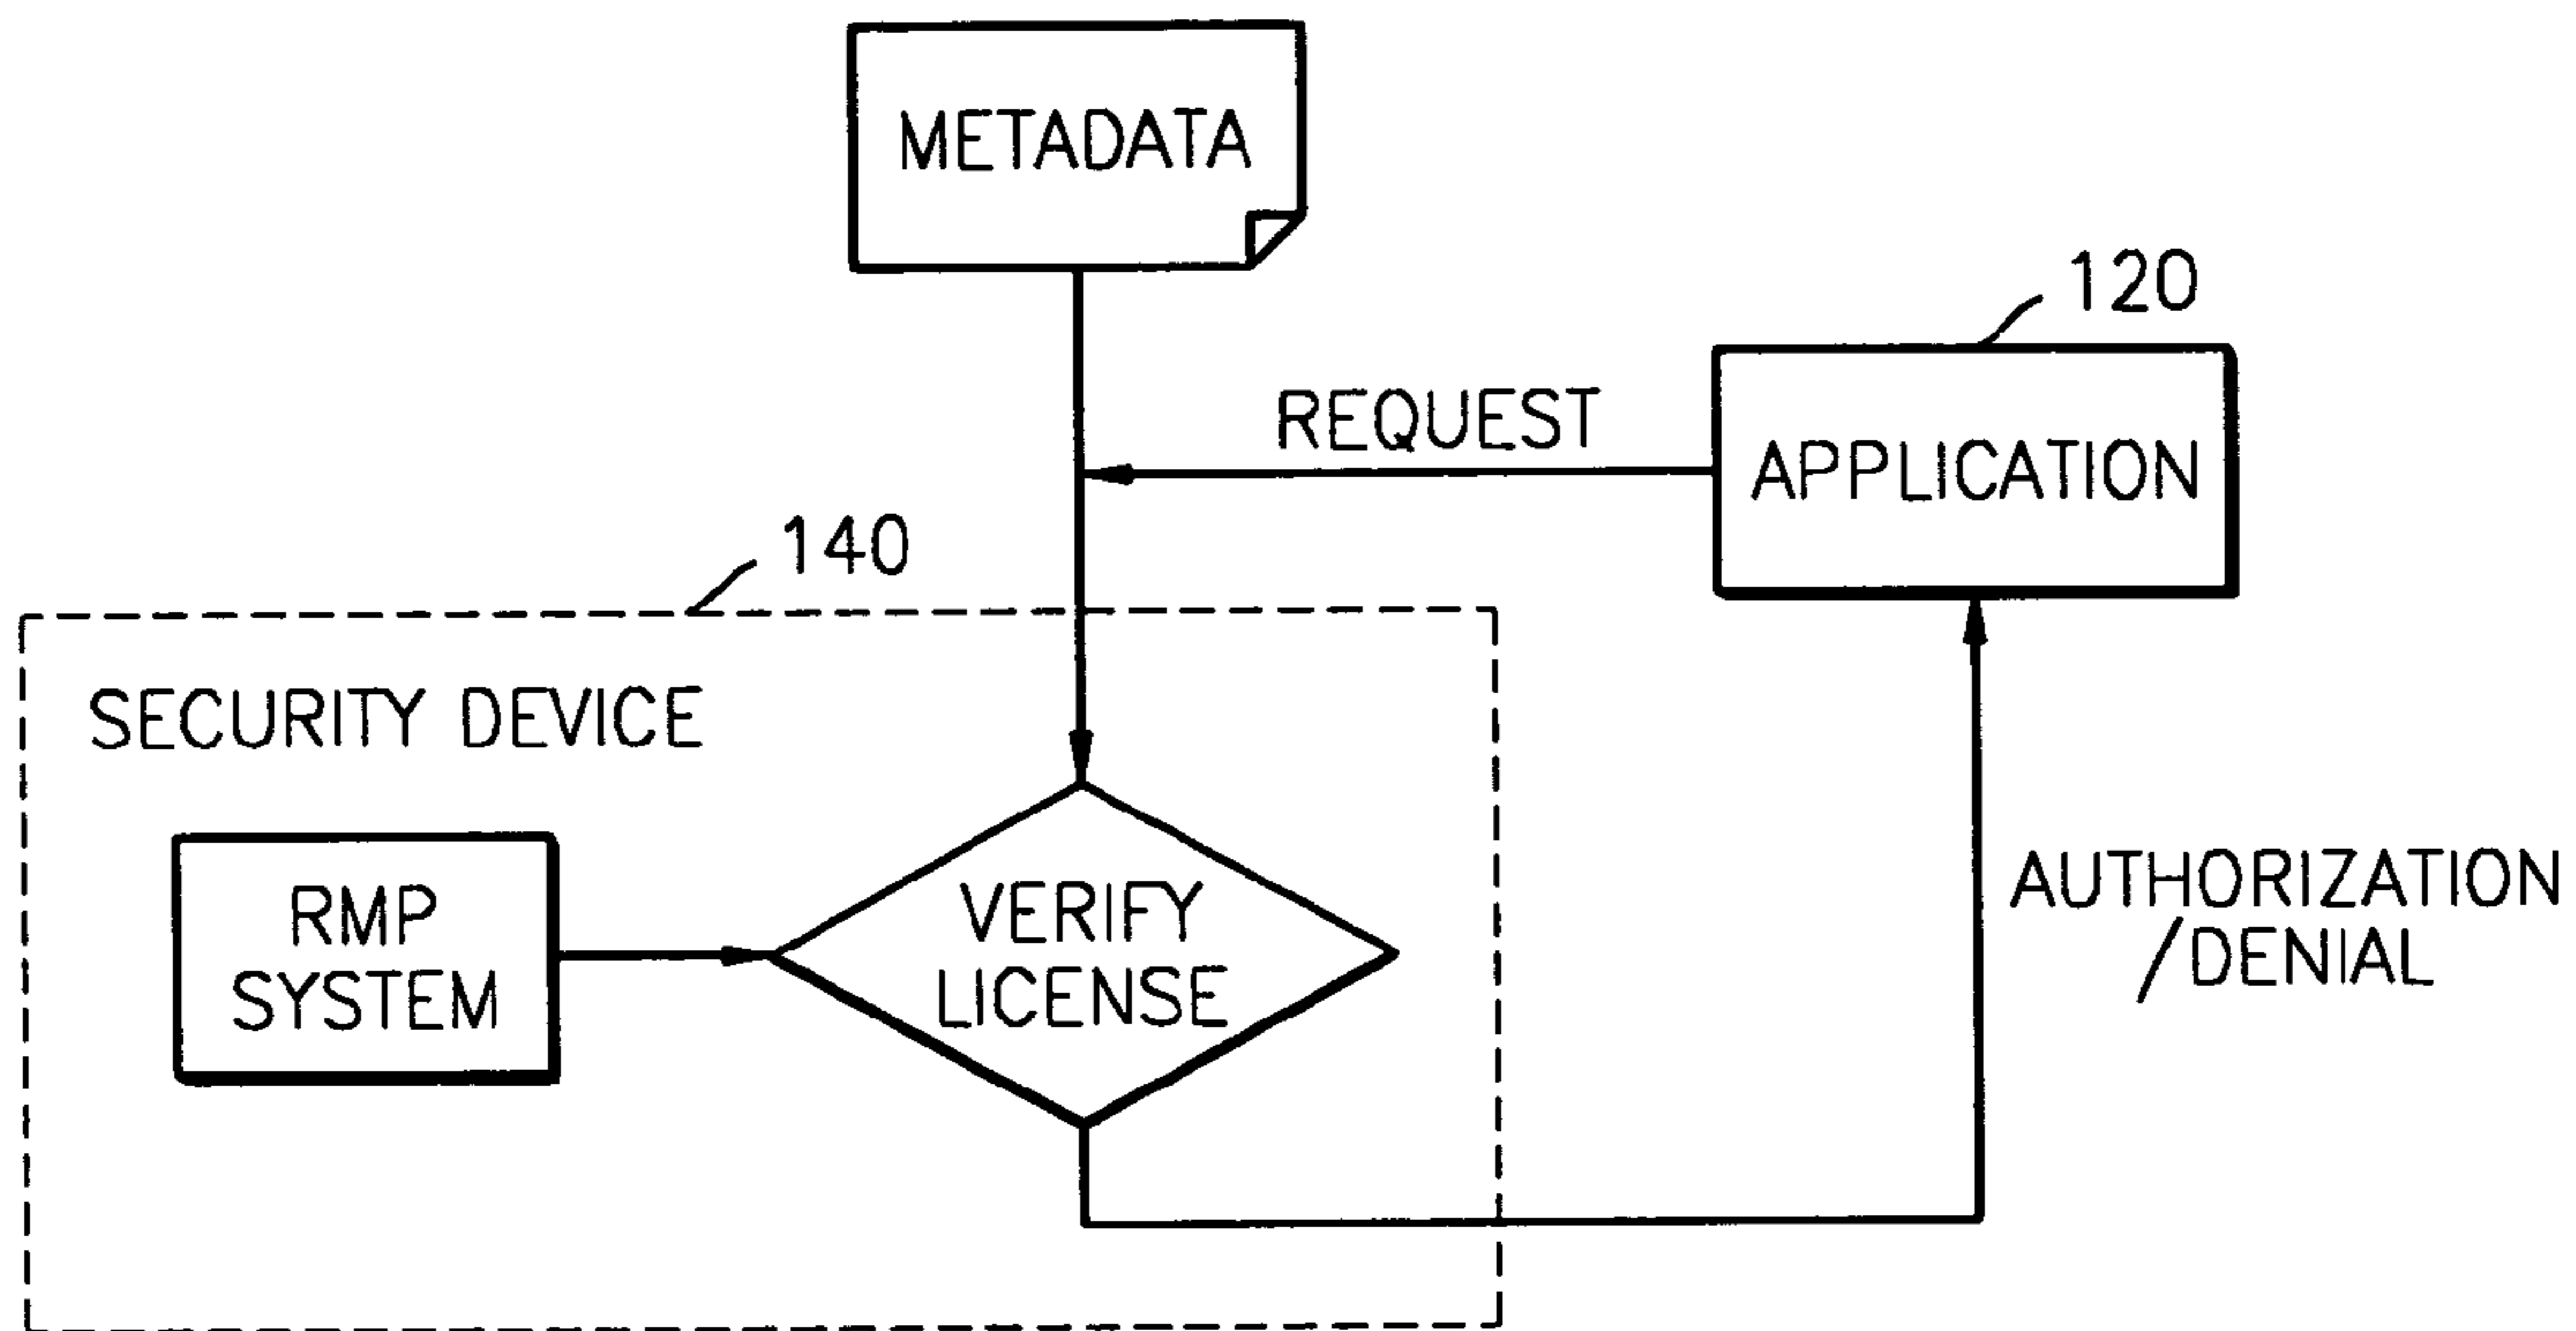 METADATA
120
REQUEST
APPLICATION
140
SECURITY DEVICE
RMP
SYSTEM
VERIFY
LICENSE
AUTHORIZATION
/DENIAL